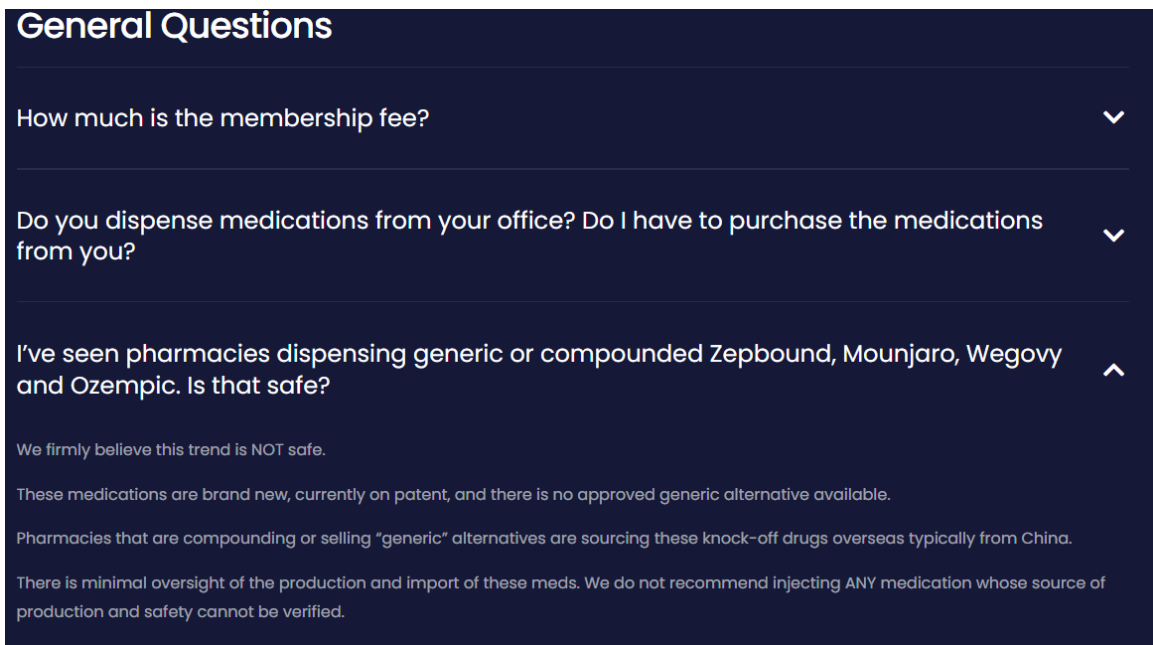 General Questions
How much is the membership fee?
Do you dispense medications from your office? Do I have to purchase the medications
from you?
I’ve seen pharmacies dispensing generic or compounded Zepbound, Mounjaro, Wegovy
and Ozempic. Is that safe?
We firmly believe this trend is NOT safe.
These medications are brand new, currently on patent, and there is no approved generic alternative available.
Pharmacies that are compounding or selling “generic” alternatives are sourcing these knock-off drugs overseas typically from China.
There is minimal oversight of the production and import of these meds. We do not recommend injecting ANY medication whose source of
production and safety cannot be verified.